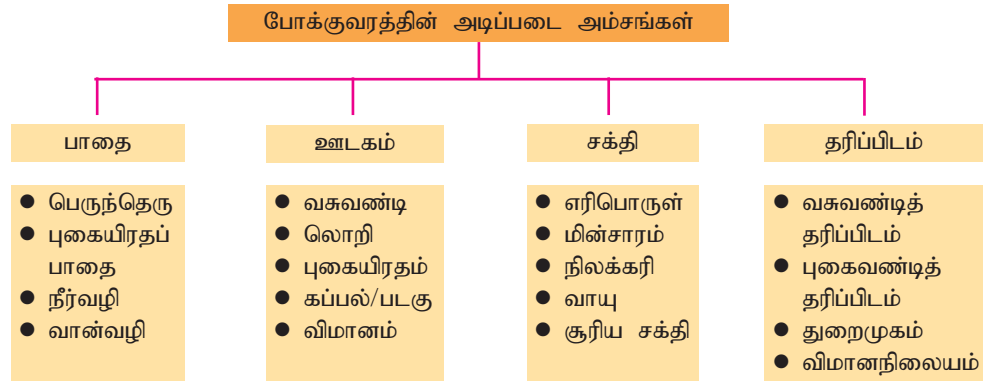 போக்குவரத்தின் அடிப்படை அம்சங்கள்
பாதை
● பெருந்தெரு
● புகையிரதப்
பாதை
● நீர்வழி
● வான்வழி
ஊடகம்
● வசுவண்டி
● லொறி
● புகையிரதம்
● கப்பல்/படகு
● விமானம்
சக்தி
● எரிபொருள்
● மின்சாரம்
● நிலக்கரி
● வாயு
● சூரிய சக்தி
தரிப்பிடம்
● வசுவண்டித்
தரிப்பிடம்
● புகைவண்டித்
தரிப்பிடம்
● துறைமுகம்
● விமானநிலையம்